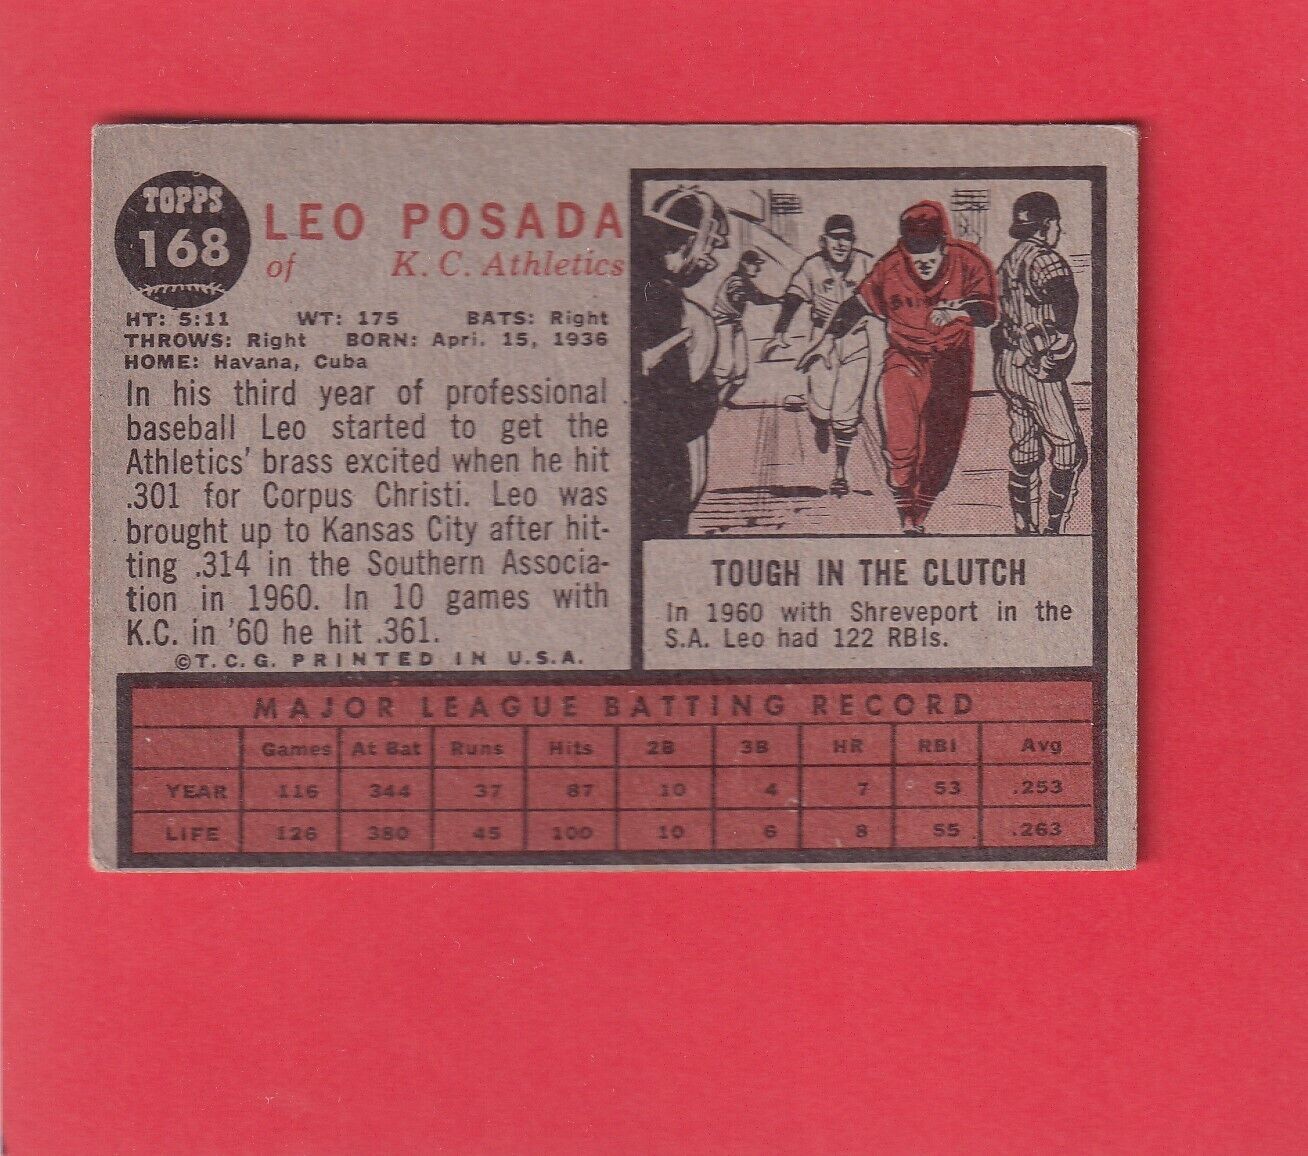 TOPPS
168
LEO POSADA
of K. C. Athletics
HT: 5:11 WT: 175 BATS: Right
THROWS: Right BORN: Apri. 15, 1936
HOME: Havana, Cuba
In his third year of professional
baseball Leo started to get the
Athletics' brass excited when he hit
.301 for Corpus Christi. Leo was
brought up to Kansas City after hit-
ting .314 in the Southern Associa-
tion in 1960. In 10 games with
K.C. in '60 he hit .361.
©T.C.G. PRINTED IN U.S.A.
TOUGH IN THE CLUTCH
In 1960 with Shreveport in the
S.A. Leo had 122 RBIs.
MAJOR LEAGUE BATTING RECORD
Games At Bat Runs Hits 2B 3B HR RBI Avg
YEAR 116 344 37 87 10 4 7 53 .253
LIFE 126 380 45 100 10 6 8 55 .263